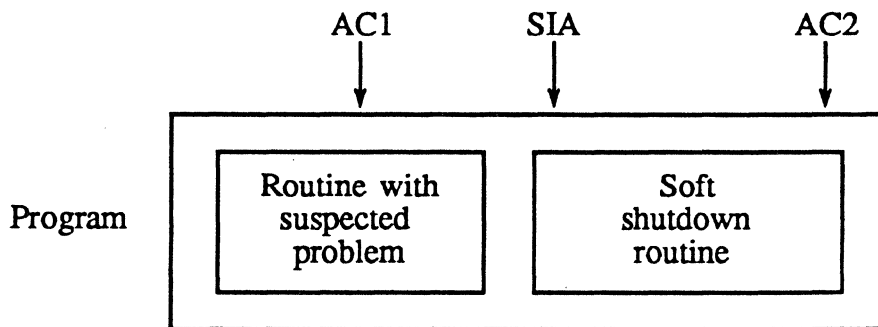 AC1 SIA AC2
Program
Routine with
suspected
problem
Soft
shutdown
routine